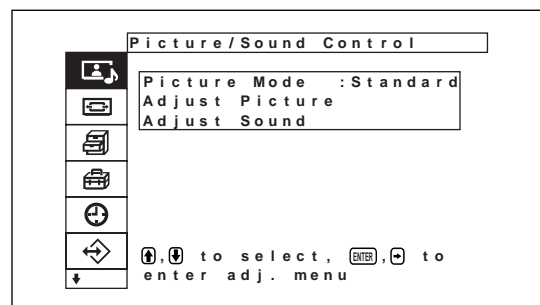 Picture/Sound Control
Picture Mode :Standard
Adjust Picture
Adjust Sound
, to select, ENTER, to
enter adj. menu